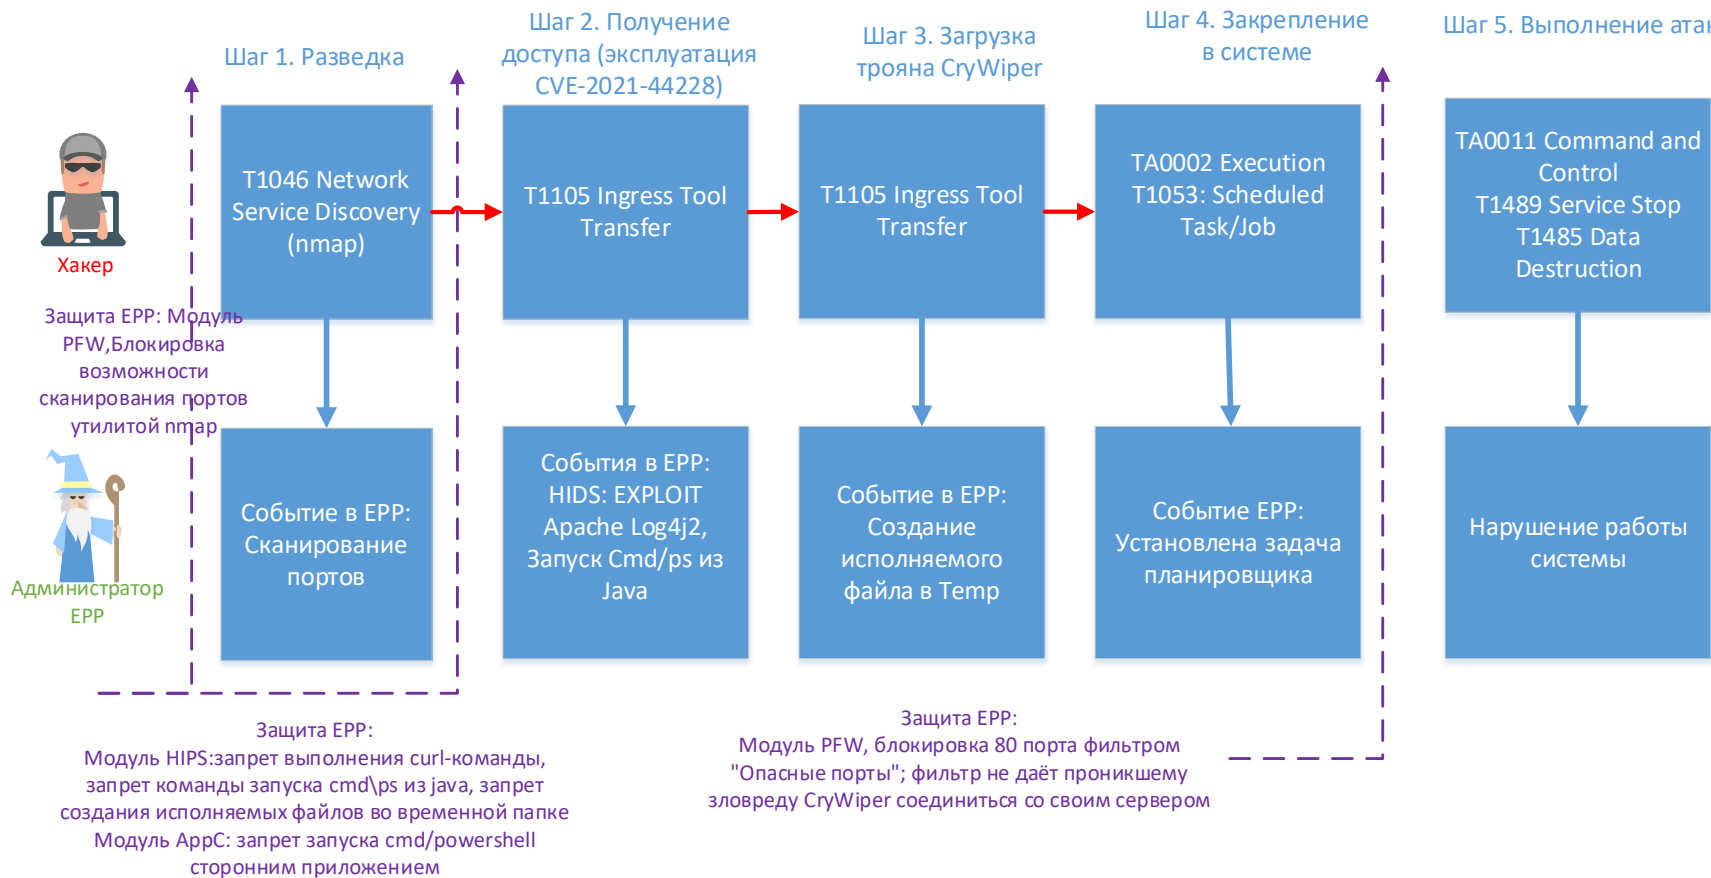 Шаг 1. Разведка
Шаг 2. Получение
доступа (эксплуатация
CVE-2021-44228)
Шаг 3. Загрузка
трояна CryWiper
Шаг 4. Закрепление
в системе
Шаг 5. Выполнение
Хакер
T1046 Network
Service Discovery
(nmap)
T1105 Ingress Tool
Transfer
T1105 Ingress Tool
Transfer
TA0002 Execution
T1053: Scheduled
Task/Job
TA0011 Command and
Control
T1489 Service Stop
T1485 Data
Destruction
Защита EPP: Модуль
PFW,Блокировка
возможности
сканирования портов
утилитой nmap
Администратор
EPP
Событие в EPP:
Сканирование
портов
События в EPP:
HIDS: EXPLOIT
Apache Log4j2,
Запуск Cmd/ps из
Java
Событие в EPP:
Создание
исполняемого
файла в Temp
Событие EPP:
Установлена задача
планировщика
Нарушение работы
системы
Защита EPP:
Модуль HIPS:запрет выполнения curl-команды,
запрет команды запуска cmd\ps из java, запрет
создания исполняемых файлов во временной папке
Модуль AppC: запрет запуска cmd/powershell
сторонним приложением
Защита EPP:
Модуль PFW, блокировка 80 порта фильтром
"Опасные порты"; фильтр не даёт проникшему
зловреду CryWiper соединиться со своим сервером